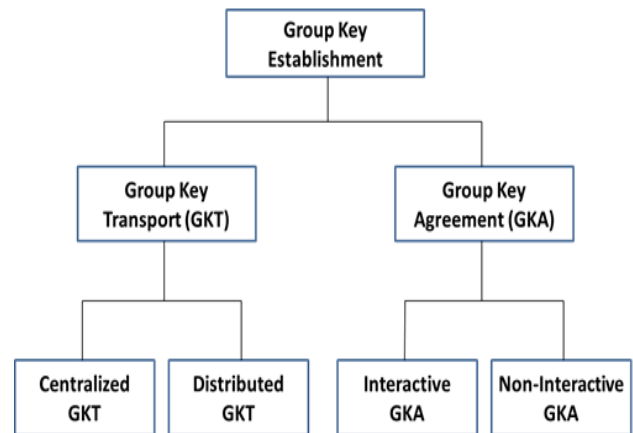 Group Key
Establishment
Group Key
Transport (GKT)
Group Key
Agreement (GKA)
Centralized
GKT
Distributed
GKT
Interactive
GKA
Non-Interactive
GKA